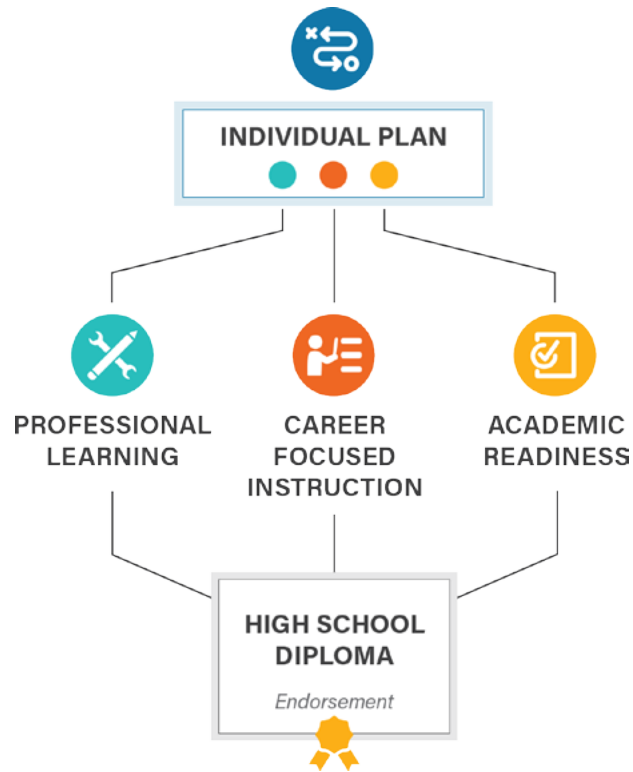 INDIVIDUAL PLAN
PROFESSIONAL
LEARNING
CAREER
FOCUSED
INSTRUCTION
ACADEMIC
READINESS
HIGH SCHOOL
DIPLOMA
Endorsement